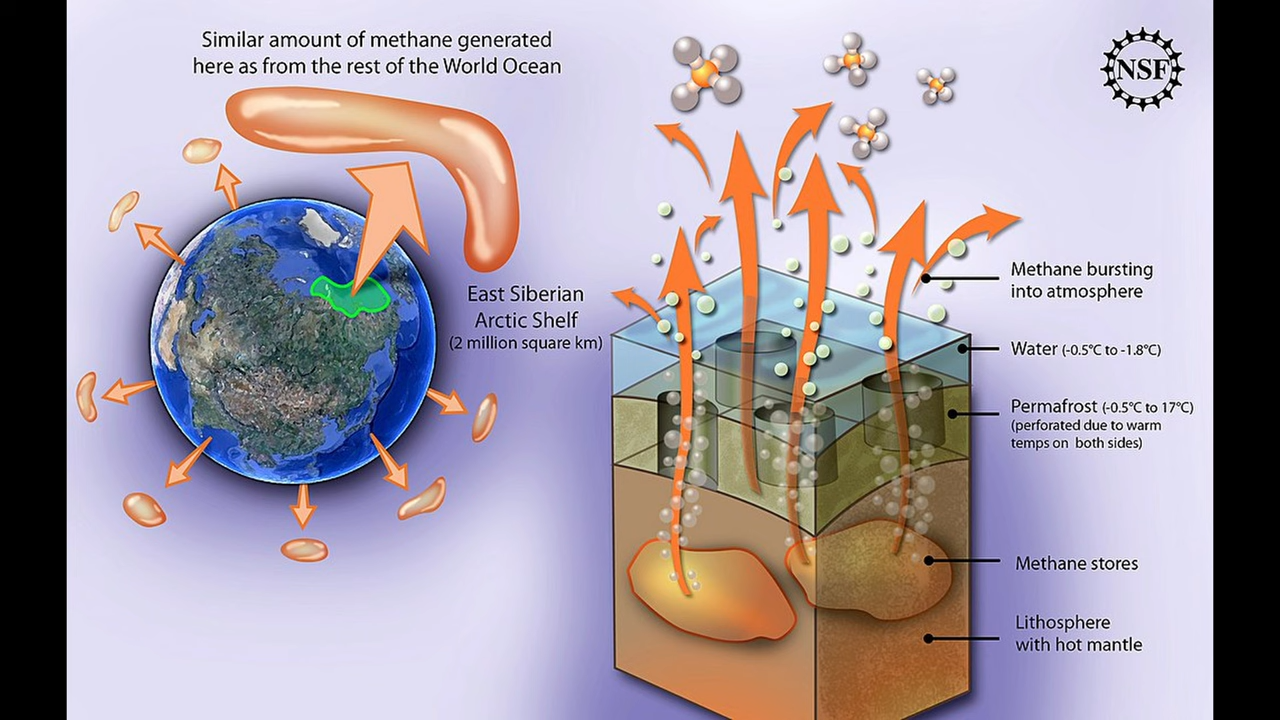 Similar amount of methane generated
here as from the rest of the World Ocean
NSF
East Siberian
Arctic Shelf
(2 million square km)
Methane bursting
into atmosphere
Water (-0.5°C to -1.8°C)
Permafrost (-0.5°C to 17°C)
(perforated due to warm
temps on both sides)
Methane stores
Lithosphere
with hot mantle